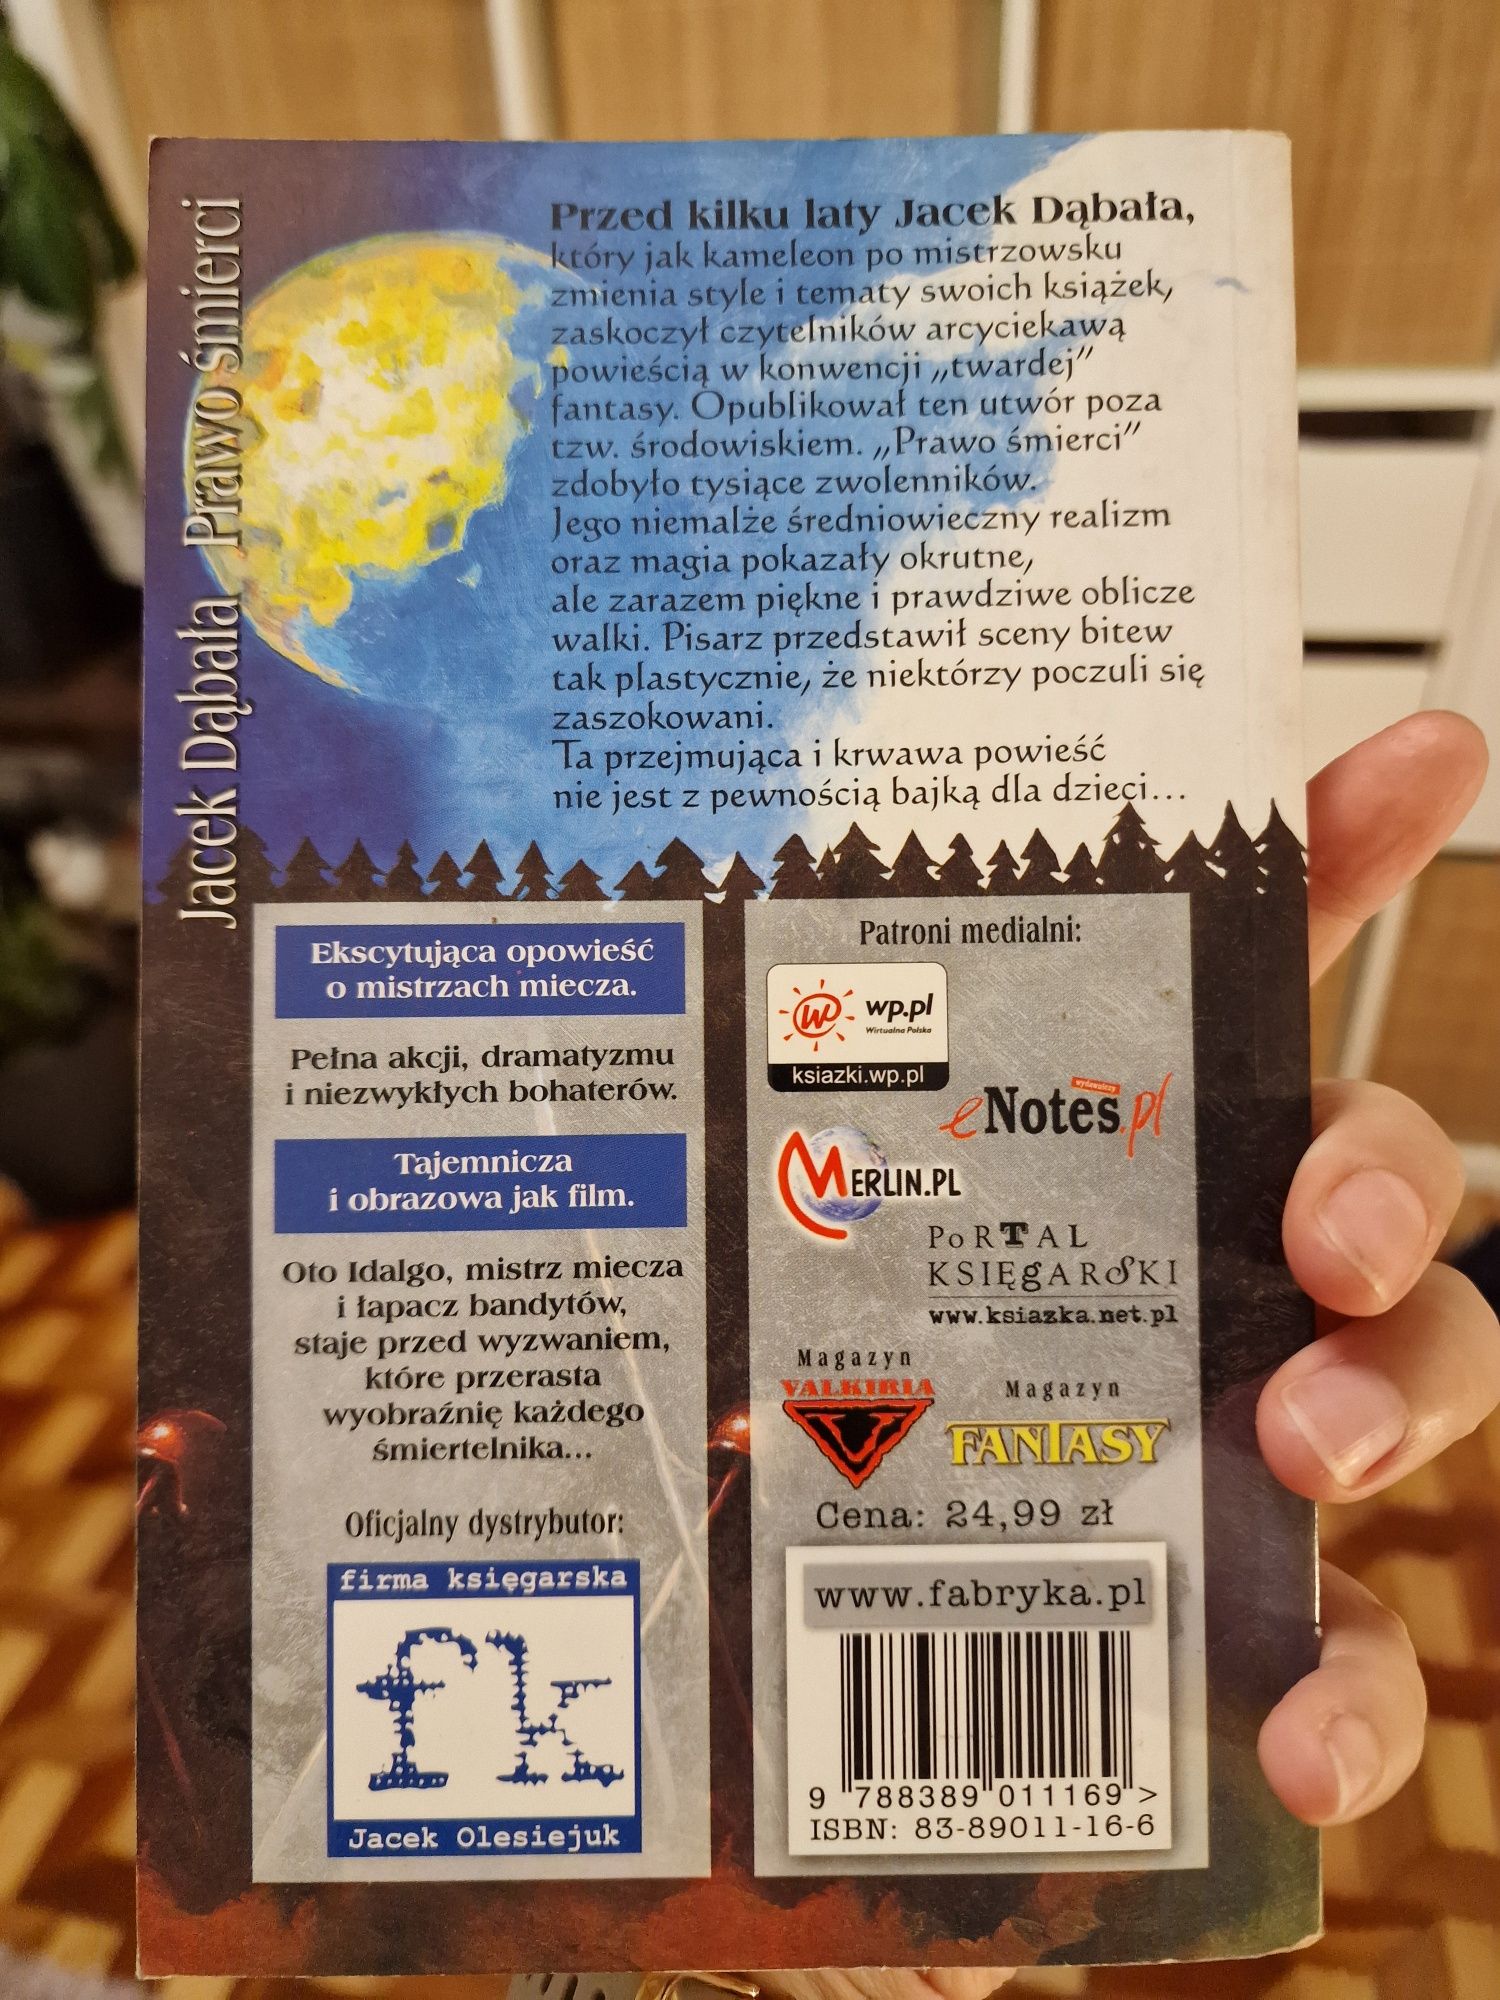 Jacek Dąbała Prawo śmierci
Przed kilku laty Jacek Dąbała,
który jak kameleon po mistrzowsku
zmienia style i tematy swoich książek,
zaskoczył czytelników arcyciekawą
powieścią w konwencji „twardej”
fantasy. Opublikował ten utwór poza
tzw. środowiskiem. „Prawo śmierci”
zdobyło tysiące zwolenników.
Jego niemalże średniowieczny realizm
oraz magia pokazały okrutne,
ale zarazem piękne i prawdziwe oblicze
walki. Pisarz przedstawił sceny bitew
tak plastycznie, że niektórzy poczuli się
zaszokowani.
Ta przejmująca i krwawa powieść
nie jest z pewnością bajką dla dzieci...
Ekscytująca opowieść
o mistrzach miecza.
Pełna akcji, dramatyzmu
i niezwykłych bohaterów.
Tajemnicza
i obrazowa jak film.
Oto Idalgo, mistrz miecza
i łapacz bandytów,
staje przed wyzwaniem,
które przerasta
wyobraźnię każdego
śmiertelnika...
Oficjalny dystrybutor:
firma księgarska
fk
Jacek Olesiejuk
Patroni medialni:
wp.pl
Wirtualna Polska
ksiazki.wp.pl
wydawniczy
eNotes.pl
MERLIN.PL
PoRTAL
KSIĘgARSKI
www.ksiazka.net.pl
Magazyn
VALKIRIA
V
Magazyn
FANTASY
Cena: 24,99 zł
www.fabryka.pl
9 788389 011169 >
ISBN: 83-89011-16-6